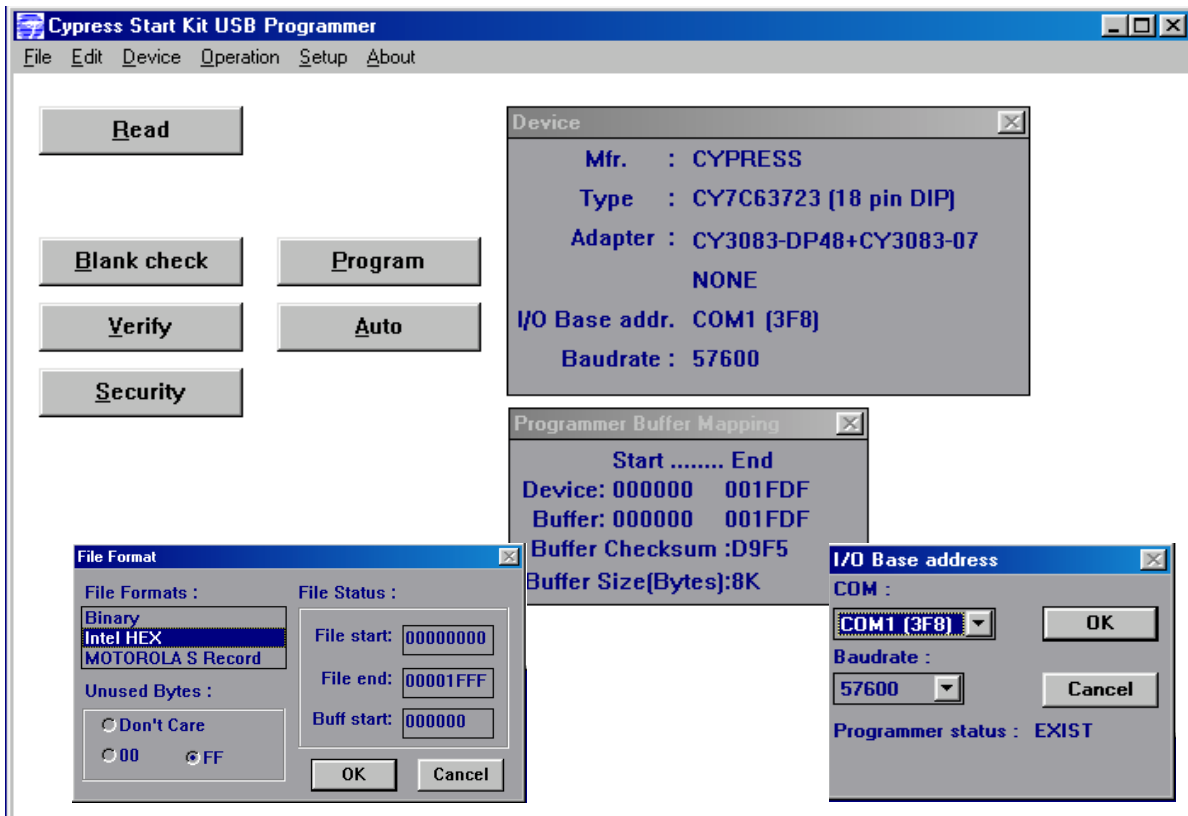 Cypress Start Kit USB Programmer
File Edit Device Operation Setup About
Read
Blank check Program
Verify Auto
Security
Device
Mfr. : CYPRESS
Type : CY7C63723 (18 pin DIP)
Adapter : CY3083-DP48+CY3083-07
NONE
I/O Base addr. COM1 (3F8)
Baudrate : 57600
Programmer Buffer Mapping
Start ........ End
Device: 000000 001FDF
Buffer: 000000 001FDF
Buffer Checksum :D9F5
Buffer Size(Bytes):8K
File Format
File Formats :
Binary
Intel HEX
MOTOROLA S Record
Unused Bytes :
Don't Care
00 FF
File Status :
File start: 00000000
File end: 00001FFF
Buff start: 000000
OK Cancel
I/O Base address
COM :
COM1 (3F8) OK
Baudrate :
57600 Cancel
Programmer status : EXIST